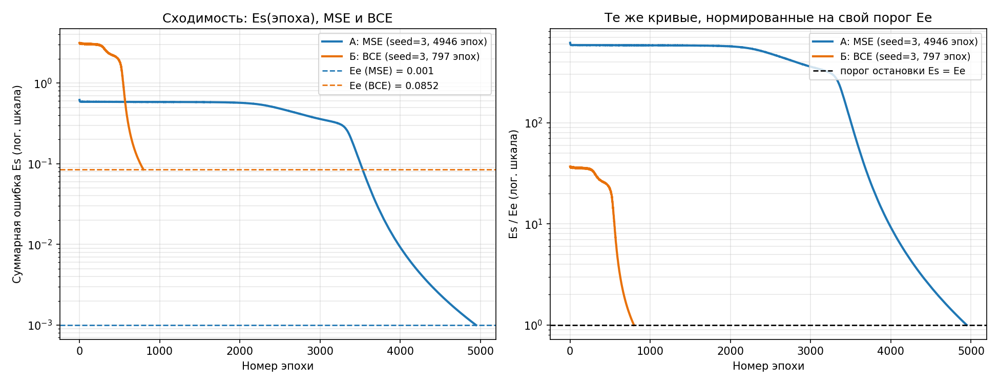 Сходимость: Es(эпоха), MSE и BCE
А: MSE (seed=3, 4946 эпох)
Б: BCE (seed=3, 797 эпох)
Ee (MSE) = 0.001
Ee (BCE) = 0.0852
Суммарная ошибка Es (лог. шкала)
10⁰
10⁻¹
10⁻²
10⁻³
0 1000 2000 3000 4000 5000
Номер эпохи
Те же кривые, нормированные на свой порог Ee
А: MSE (seed=3, 4946 эпох)
Б: BCE (seed=3, 797 эпох)
порог остановки Es = Ee
Es / Ee (лог. шкала)
10²
10¹
10⁰
0 1000 2000 3000 4000 5000
Номер эпохи